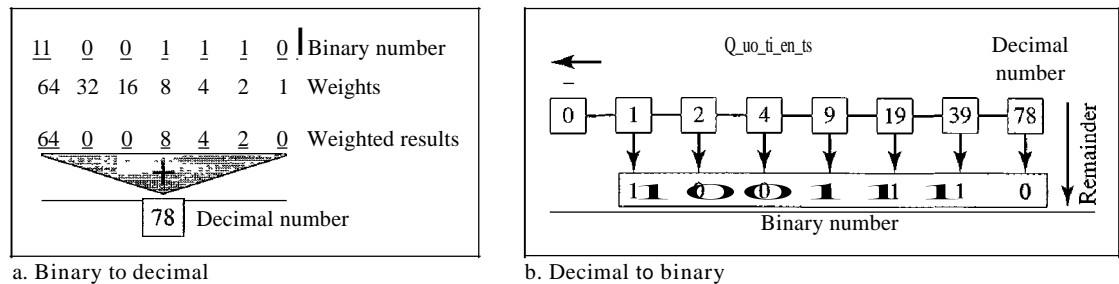 11 0 0 1 1 1 0 Binary number
64 32 16 8 4 2 1 Weights
64 0 0 8 4 2 0 Weighted results
+
78 Decimal number
a. Binary to decimal
Q_uo_ti_en_ts
Decimal
number
0 1 2 4 9 19 39 78
Remainder
1 0 0 1 1 1 0
Binary number
b. Decimal to binary